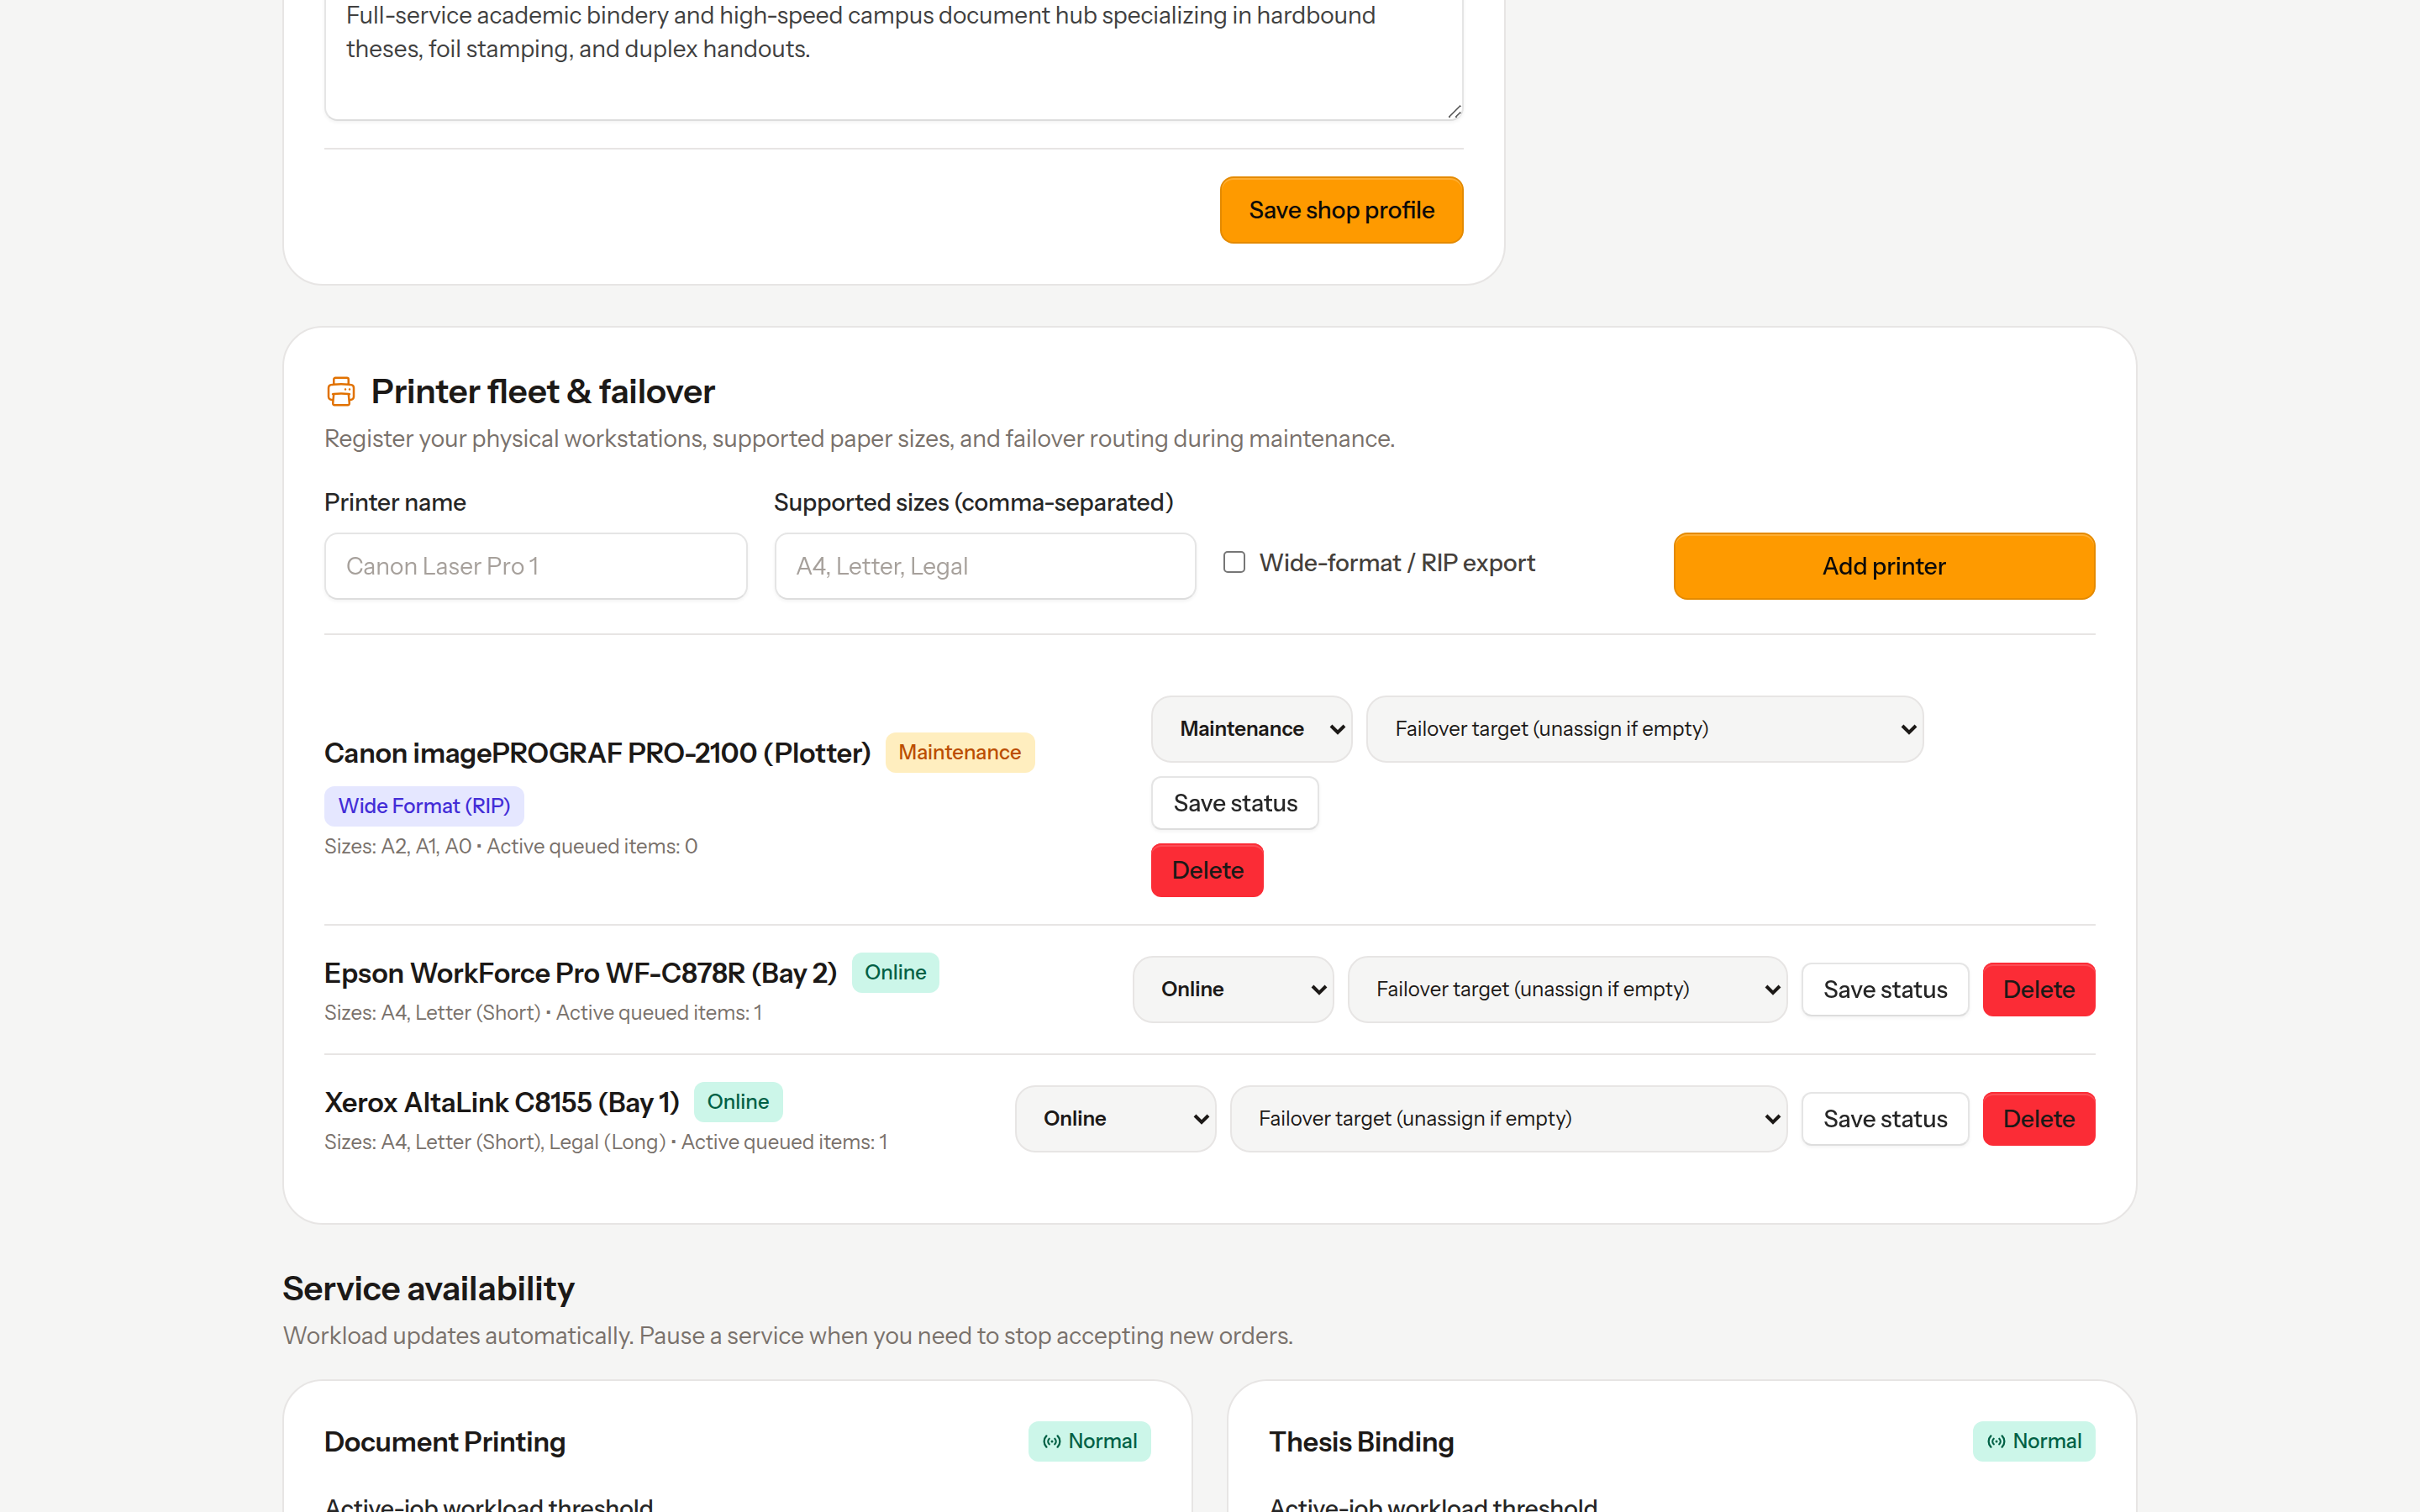 Full-service academic bindery and high-speed campus document hub specializing in hardbound
theses, foil stamping, and duplex handouts.
Save shop profile
Printer fleet & failover
Register your physical workstations, supported paper sizes, and failover routing during maintenance.
Printer name
Supported sizes (comma-separated)
Canon Laser Pro 1
A4, Letter, Legal
Wide-format / RIP export
Add printer
Canon imagePROGRAF PRO-2100 (Plotter)
Maintenance
Wide Format (RIP)
Sizes: A2, A1, A0 • Active queued items: 0
Maintenance
Failover target (unassign if empty)
Save status
Delete
Epson WorkForce Pro WF-C878R (Bay 2)
Online
Sizes: A4, Letter (Short) • Active queued items: 1
Online
Failover target (unassign if empty)
Save status
Delete
Xerox AltaLink C8155 (Bay 1)
Online
Sizes: A4, Letter (Short), Legal (Long) • Active queued items: 1
Online
Failover target (unassign if empty)
Save status
Delete
Service availability
Workload updates automatically. Pause a service when you need to stop accepting new orders.
Document Printing
Normal
Active-job workload threshold
Thesis Binding
Normal
Active-job workload threshold